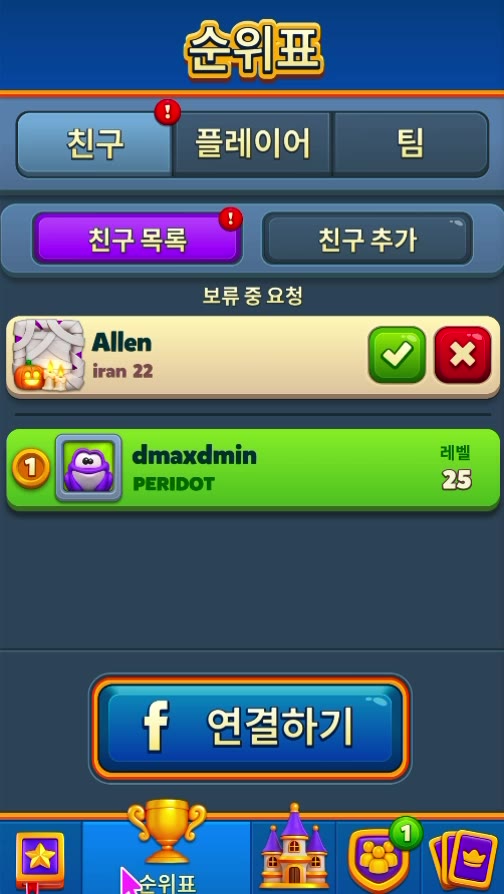 순위표
친구
!
플레이어
팀
친구 목록
!
친구 추가
보류 중 요청
Allen
iran 22
1
dmaxdmin
PERIDOT
레벨
25
f 연결하기
1
순위표